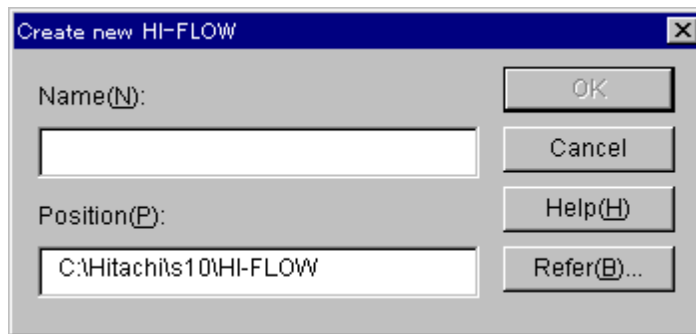 Create new HI-FLOW
Name(N):
OK
Cancel
Position(P):
Help(H)
C:\Hitachi\s10\HI-FLOW
Refer(B)...